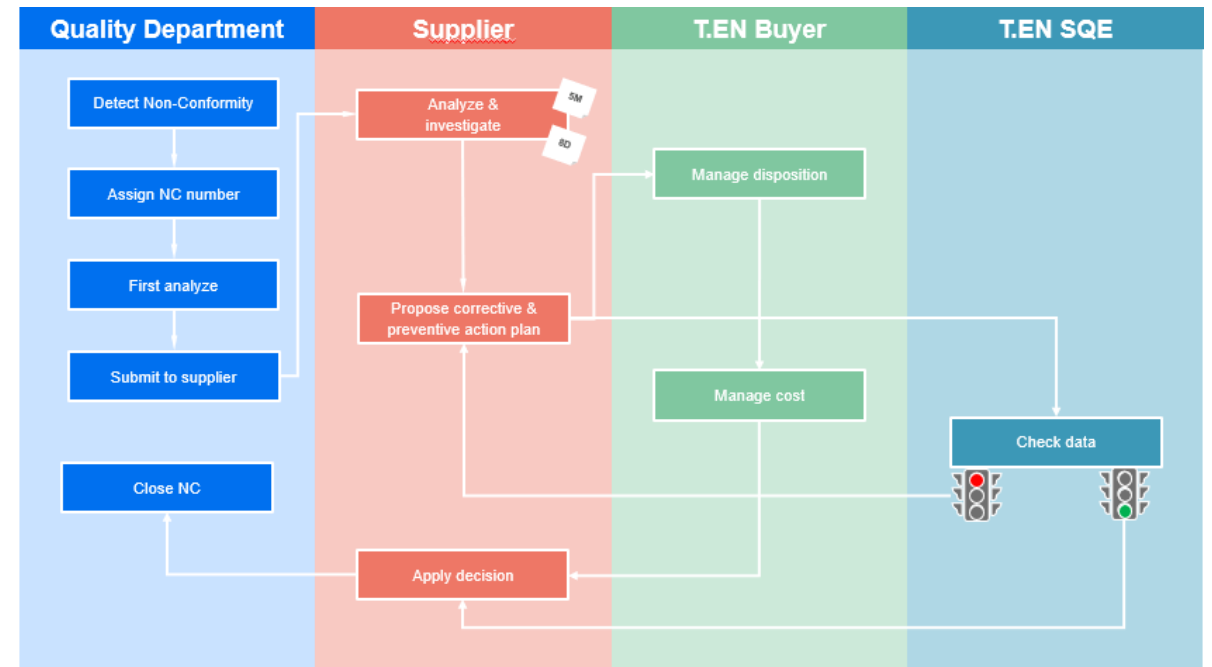 Quality Department
Supplier
T.EN Buyer
T.EN SQE
Detect Non-Conformity
Assign NC number
First analyze
Submit to supplier
Close NC
Analyze &
investigate
5M
8D
Propose corrective &
preventive action plan
Apply decision
Manage disposition
Manage cost
Check data